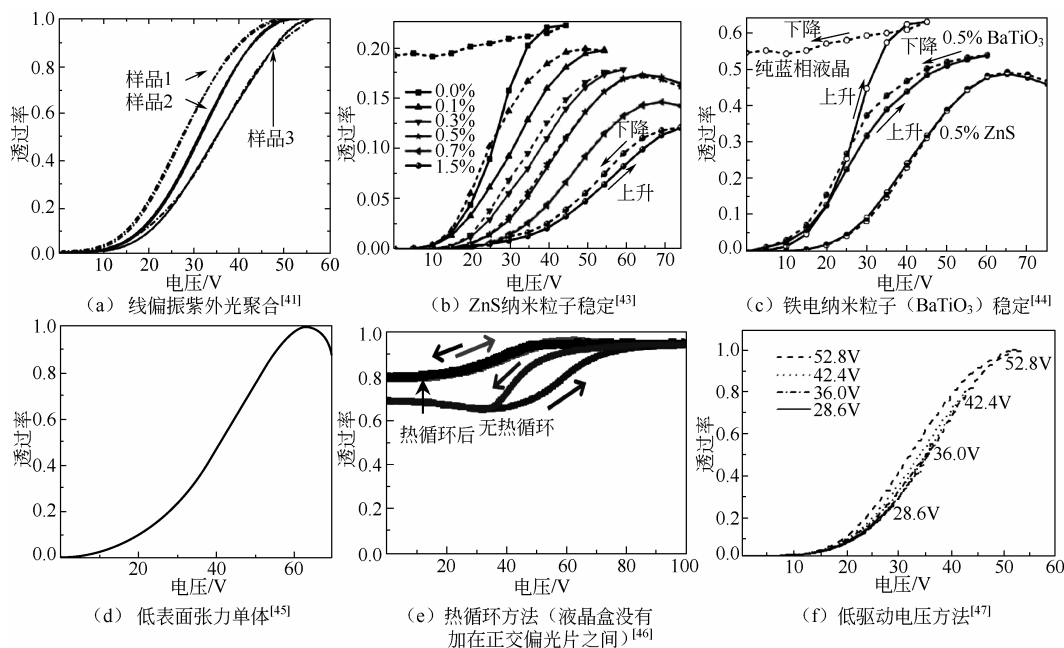 1.0
0.8
0.6
0.4
0.2
0.0
透过率
样品1
样品2
样品3
10 20 30 40 50 60
电压/V
(a) 线偏振紫外光聚合[41]
0.20
0.15
0.10
0.05
0.00
透过率
0.0%
0.1%
0.3%
0.5%
0.7%
1.5%
下降
上升
0 10 20 30 40 50 60 70
电压/V
(b) ZnS纳米粒子稳定[43]
0.6
0.5
0.4
0.3
0.2
0.1
0.0
透过率
下降
纯蓝相液晶
下降
0.5% BaTiO3
上升
上升
0.5% ZnS
0 10 20 30 40 50 60 70
电压/V
(c) 铁电纳米粒子(BaTiO3)稳定[44]
1.0
0.8
0.6
0.4
0.2
0.0
透过率
0 20 40 60
电压/V
(d) 低表面张力单体[45]
1.0
0.8
0.6
0.4
0.2
0.0
透过率
热循环后
无热循环
0 20 40 60 80 100
电压/V
(e) 热循环方法(液晶盒没有
加在正交偏光片之间)[46]
1.0
0.8
0.6
0.4
0.2
0.0
透过率
52.8V
42.4V
36.0V
28.6V
52.8V
42.4V
36.0V
28.6V
10 20 30 40 50 60
电压/V
(f) 低驱动电压方法[47]